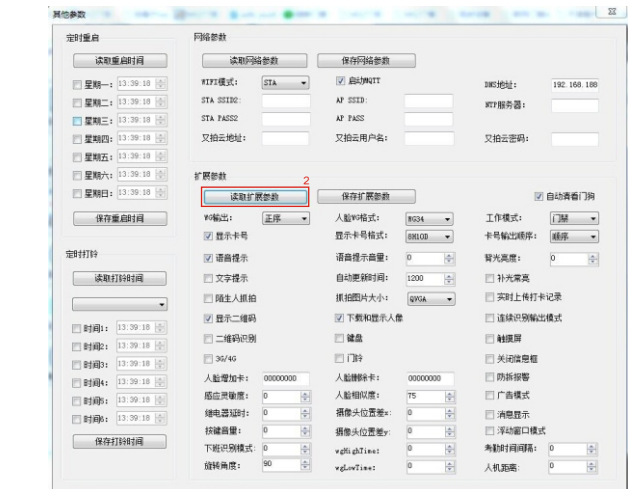 其他参数
定时重启
读取重启时间
星期一: 13:39:18
星期二: 13:39:18
星期三: 13:39:18
星期四: 13:39:18
星期五: 13:39:18
星期六: 13:39:18
星期日: 13:39:18
保存重启时间
定时打铃
读取打铃时间
时间1: 13:39:18
时间2: 13:39:18
时间3: 13:39:18
时间4: 13:39:18
时间5: 13:39:18
时间6: 13:39:18
保存打铃时间
网络参数
读取网络参数 保存网络参数
WIFI模式: STA 启动MQTT DNS地址: 192.168.188
STA SSID2: AP SSID: NTP服务器:
STA PASS2 AP PASS
又拍云地址: 又拍云用户名: 又拍云密码:
扩展参数
2
读取扩展参数 保存扩展参数 自动清看门狗
WG输出: 正序 人脸WG格式: WG34 工作模式: 门禁
显示卡号 显示卡号格式: 8H10D 卡号输出顺序: 顺序
语音提示 语音提示音量: 0 背光亮度: 0
文字提示 自动更新时间: 1200 补光常亮
陌生人抓拍 抓拍图片大小: QVGA 实时上传打卡记录
显示二维码 下载和显示人像 连续识别输出模式
二维码识别 键盘 触摸屏
3G/4G 门铃 关闭信息框
人脸增加卡: 00000000 人脸删除卡: 00000000 防拆报警
感应灵敏度: 0 人脸相似度: 75 广告模式
继电器延时: 0 摄像头位置差x: 0 消息显示
按键音量: 0 摄像头位置差y: 0 浮动窗口模式
下班识别模式: 0 wgHighTime: 0 考勤时间间隔: 0
旋转角度: 90 wgLowTime: 0 人机距离: 0